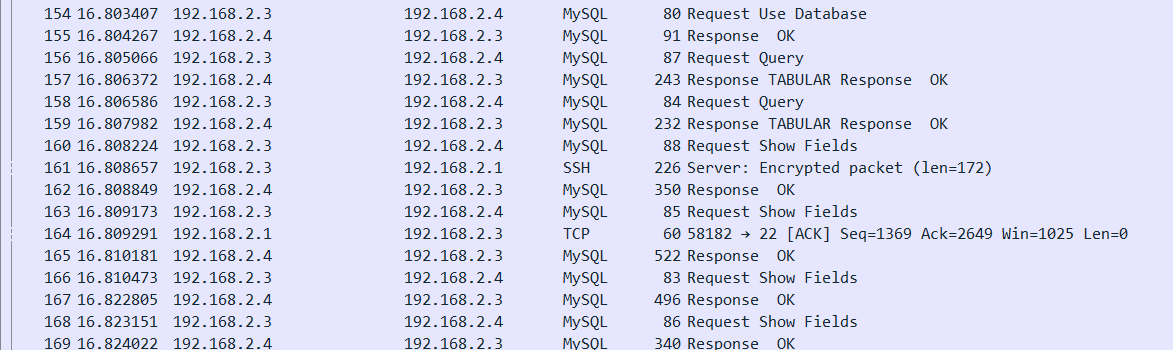 154 16.803407 192.168.2.3 192.168.2.4 MySQL 80 Request Use Database
155 16.804267 192.168.2.4 192.168.2.3 MySQL 91 Response  OK
156 16.805066 192.168.2.3 192.168.2.4 MySQL 87 Request Query
157 16.806372 192.168.2.4 192.168.2.3 MySQL 243 Response TABULAR Response  OK
158 16.806586 192.168.2.3 192.168.2.4 MySQL 84 Request Query
159 16.807982 192.168.2.4 192.168.2.3 MySQL 232 Response TABULAR Response  OK
160 16.808224 192.168.2.3 192.168.2.4 MySQL 88 Request Show Fields
161 16.808657 192.168.2.3 192.168.2.1 SSH 226 Server: Encrypted packet (len=172)
162 16.808849 192.168.2.4 192.168.2.3 MySQL 350 Response  OK
163 16.809173 192.168.2.3 192.168.2.4 MySQL 85 Request Show Fields
164 16.809291 192.168.2.1 192.168.2.3 TCP 60 58182 → 22 [ACK] Seq=1369 Ack=2649 Win=1025 Len=0
165 16.810181 192.168.2.4 192.168.2.3 MySQL 522 Response  OK
166 16.810473 192.168.2.3 192.168.2.4 MySQL 83 Request Show Fields
167 16.822805 192.168.2.4 192.168.2.3 MySQL 496 Response  OK
168 16.823151 192.168.2.3 192.168.2.4 MySQL 86 Request Show Fields
169 16.824022 192.168.2.4 192.168.2.3 MySQL 340 Response  OK